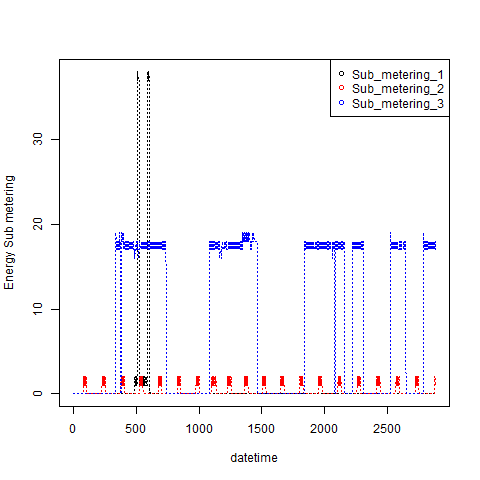 Sub_metering_1
Sub_metering_2
Sub_metering_3
Energy Sub metering
30
20
10
0
0 500 1000 1500 2000 2500
datetime